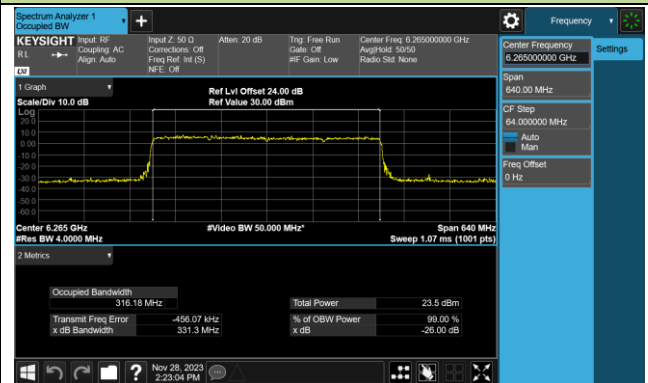 Spectrum Analyzer 1
Occupied BW
+
Frequency
KEYSIGHT
Input: RF
Input Z: 50 Ω
Atten: 20 dB
Trig: Free Run
Center Freq: 6.265000000 GHz
RL
Coupling: AC
Corrections: Off
Gate: Off
Avg|Hold: 50/50
Align: Auto
Freq Ref: Int (S)
#IF Gain: Low
Radio Std: None
NFE: Off
LXI
Center Frequency
6.265000000 GHz
Settings
Span
640.00 MHz
CF Step
64.000000 MHz
Auto
Man
Freq Offset
0 Hz
1 Graph
Ref Lvl Offset 24.00 dB
Scale/Div 10.0 dB
Ref Value 30.00 dBm
Log
20.0
10.0
0.00
-10.0
-20.0
-30.0
-40.0
-50.0
-60.0
Center 6.265 GHz
#Video BW 50.000 MHz*
Span 640 MHz
#Res BW 4.0000 MHz
Sweep 1.07 ms (1001 pts)
2 Metrics
Occupied Bandwidth
316.18 MHz
Total Power
23.5 dBm
Transmit Freq Error
-456.07 kHz
% of OBW Power
99.00 %
x dB Bandwidth
331.3 MHz
x dB
-26.00 dB
?
Nov 28, 2023
2:23:04 PM